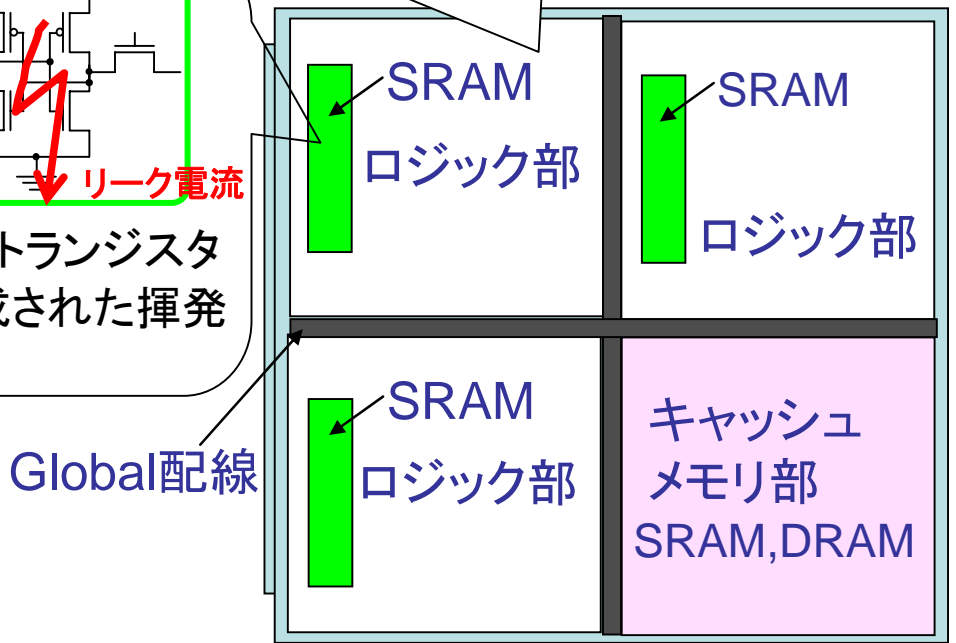 リーク電流
トランジスタ
された揮発
Global配線
SRAM
ロジック部
SRAM
ロジック部
SRAM
ロジック部
キャッシュ
メモリ部
SRAM,DRAM